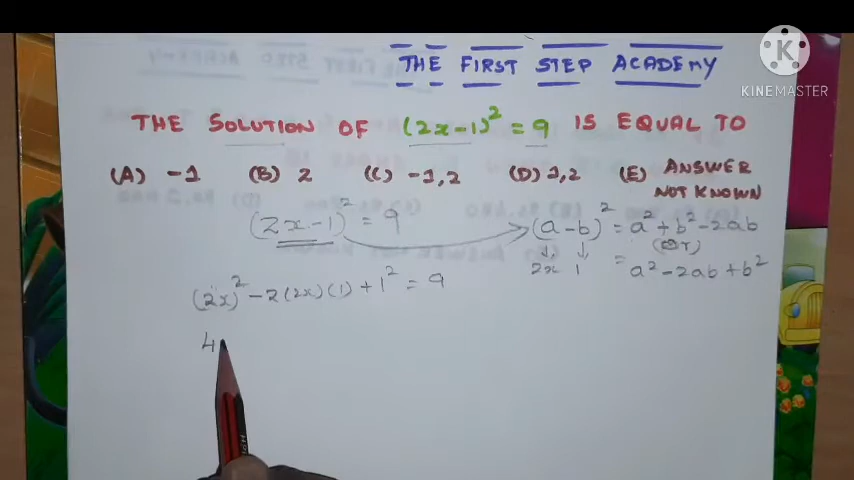 THE FIRST STEP ACADEMY
KINEMASTER
THE SOLUTION OF (2x-1)² = 9 IS EQUAL TO
(A) -1 (B) 2 (C) -1,2 (D) 1,2 (E) ANSWER NOT KNOWN
(2x-1)² = 9
(a-b)² = a² + b² - 2ab
(or)
2x 1
= a² - 2ab + b²
(2x)² - 2(2x)(1) + 1² = 9
4